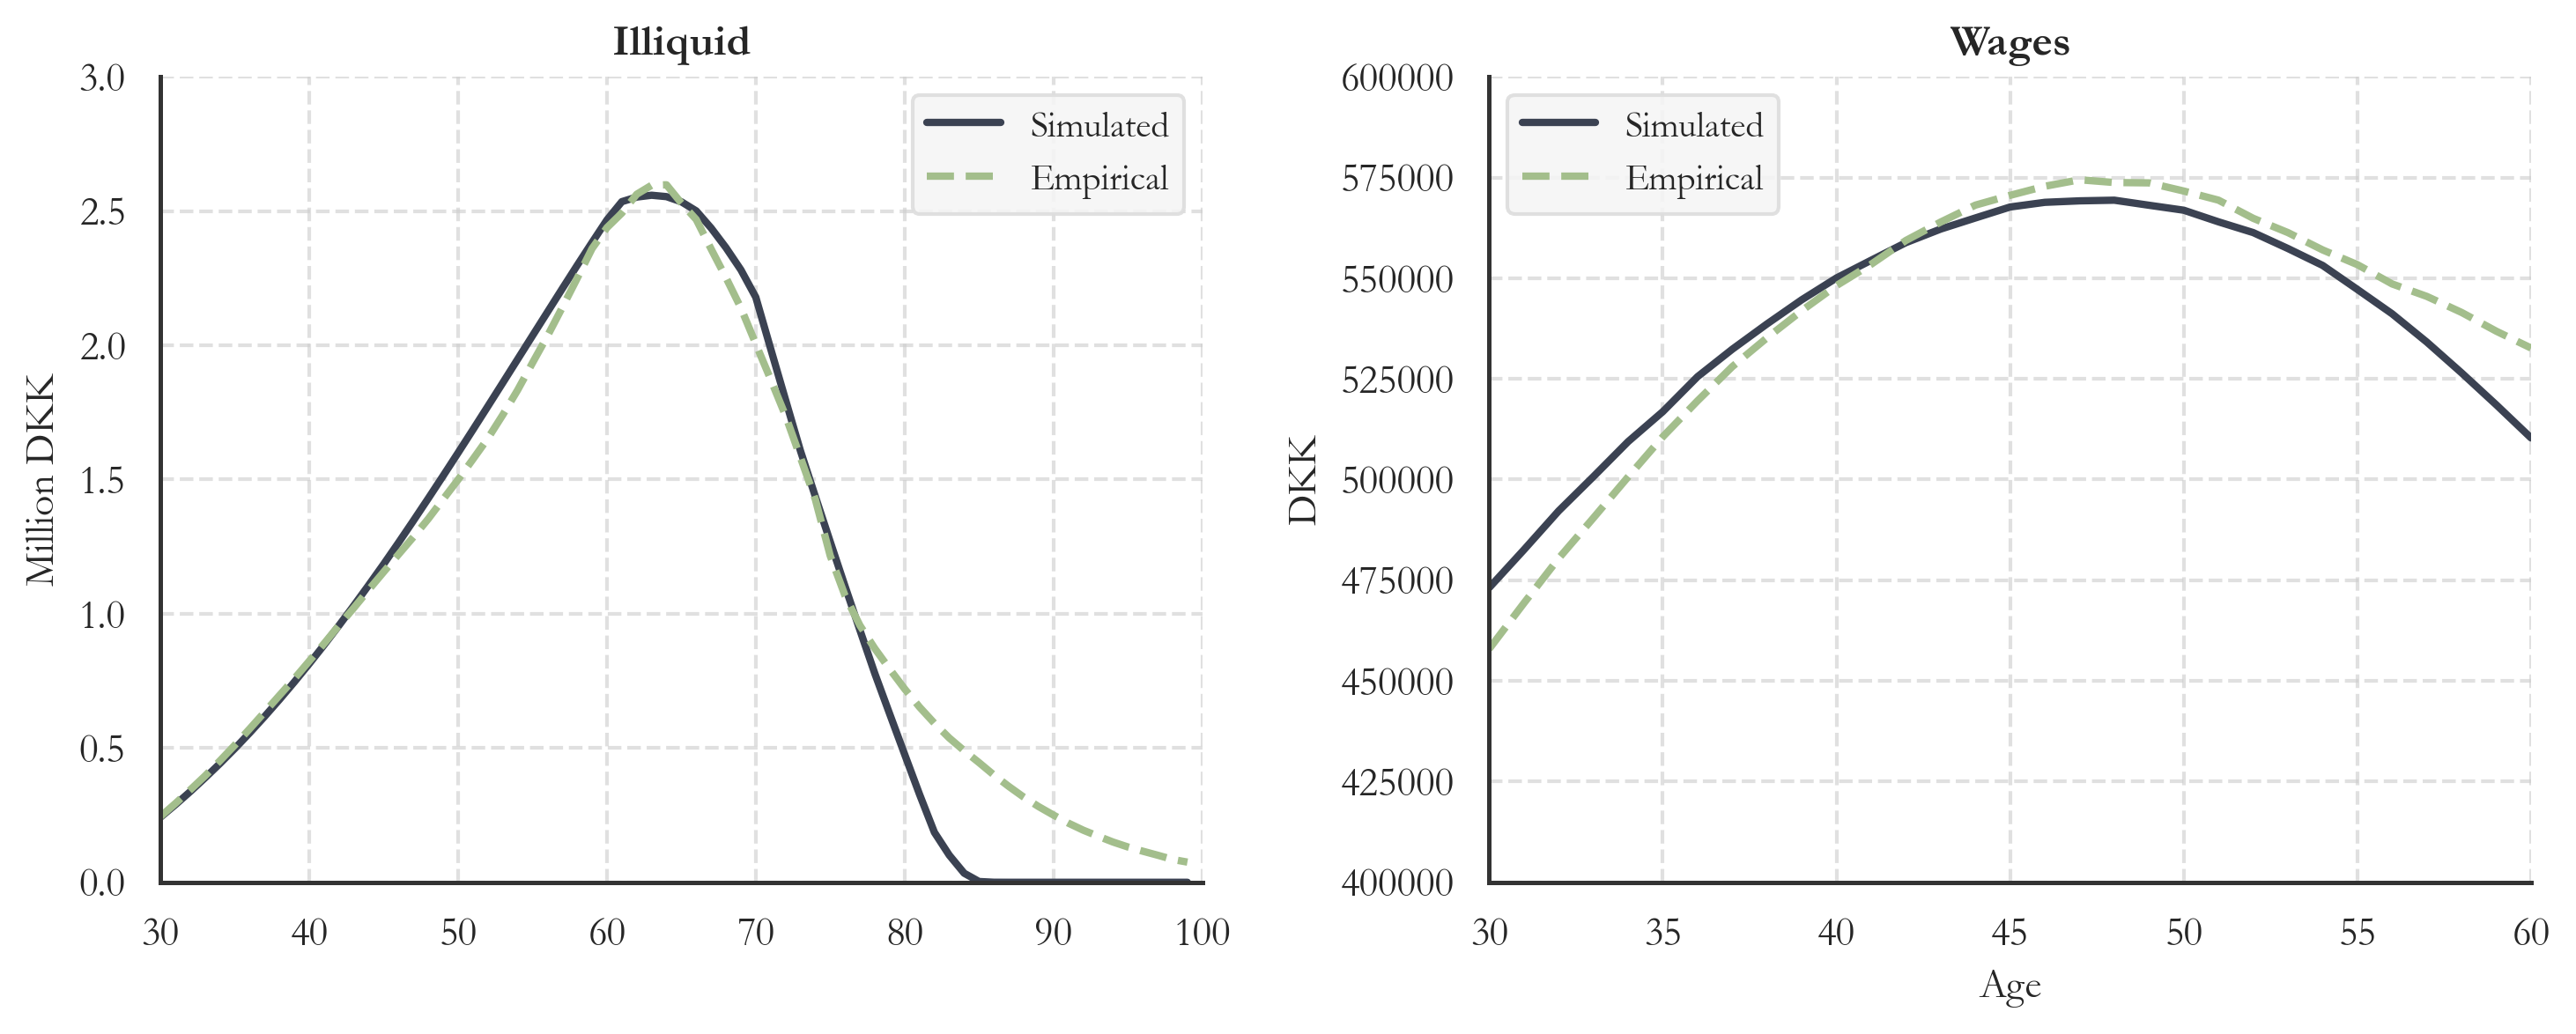 Illiquid
3.0
2.5
2.0
1.5
1.0
0.5
0.0
Million DKK
30 40 50 60 70 80 90 100
Simulated
Empirical
Wages
600000
575000
550000
525000
500000
475000
450000
425000
400000
DKK
30 35 40 45 50 55 60
Age
Simulated
Empirical